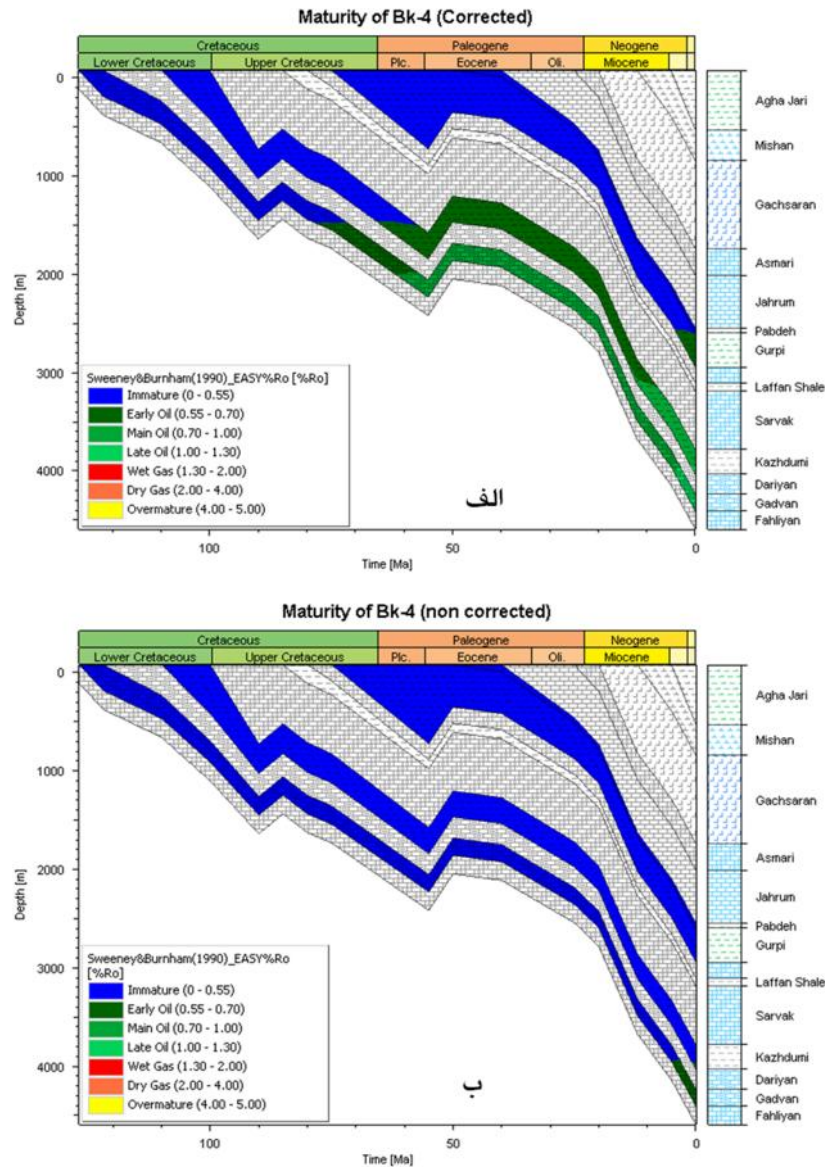 Maturity of Bk-4 (Corrected)
Cretaceous Paleogene Neogene
Lower Cretaceous Upper Cretaceous Plc. Eocene Oli. Miocene
0
1000
2000
3000
4000
Depth [m]
Agha Jari
Mishan
Gachsaran
Asmari
Jahrum
Pabdeh
Gurpi
Laffan Shale
Sarvak
Kazhdumi
Dariyan
Gadvan
Fahliyan
Sweeney&Burnham(1990)_EASY%Ro [%Ro]
Immature (0 - 0.55)
Early Oil (0.55 - 0.70)
Main Oil (0.70 - 1.00)
Late Oil (1.00 - 1.30)
Wet Gas (1.30 - 2.00)
Dry Gas (2.00 - 4.00)
Overmature (4.00 - 5.00)
الف
100 50 0
Time [Ma]
Maturity of Bk-4 (non corrected)
Cretaceous Paleogene Neogene
Lower Cretaceous Upper Cretaceous Plc. Eocene Oli. Miocene
0
1000
2000
3000
4000
Depth [m]
Agha Jari
Mishan
Gachsaran
Asmari
Jahrum
Pabdeh
Gurpi
Laffan Shale
Sarvak
Kazhdumi
Dariyan
Gadvan
Fahliyan
Sweeney&Burnham(1990)_EASY%Ro
[%Ro]
Immature (0 - 0.55)
Early Oil (0.55 - 0.70)
Main Oil (0.70 - 1.00)
Late Oil (1.00 - 1.30)
Wet Gas (1.30 - 2.00)
Dry Gas (2.00 - 4.00)
Overmature (4.00 - 5.00)
ب
100 50 0
Time [Ma]